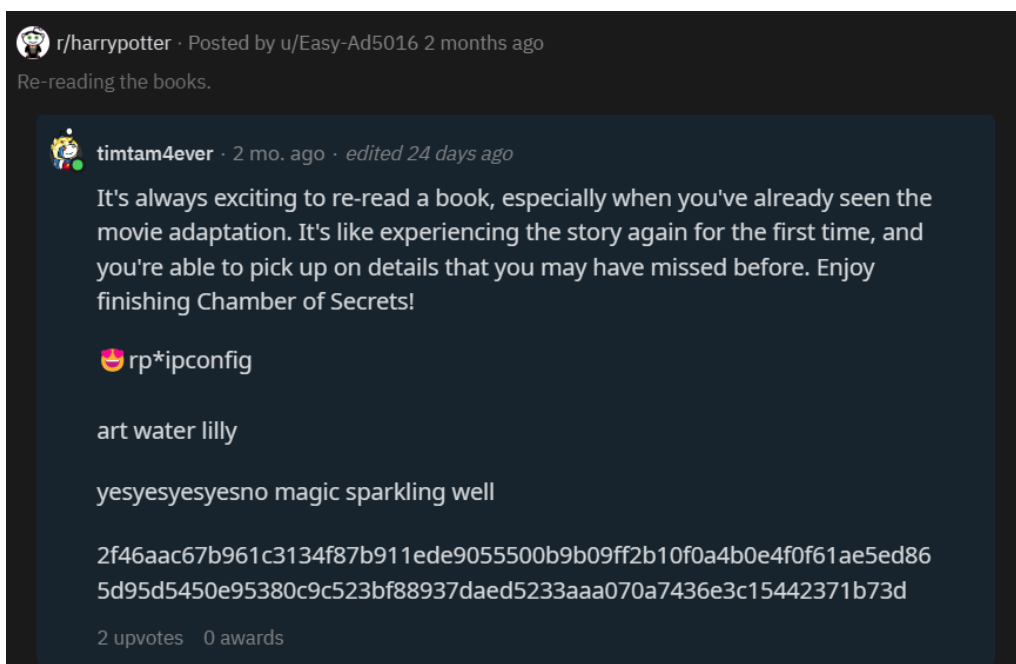 r/harrypotter · Posted by u/Easy-Ad5016 2 months ago
Re-reading the books.
timtam4ever · 2 mo. ago · edited 24 days ago
It's always exciting to re-read a book, especially when you've already seen the
movie adaptation. It's like experiencing the story again for the first time, and
you're able to pick up on details that you may have missed before. Enjoy
finishing Chamber of Secrets!
😍rp*ipconfig
art water lilly
yesyesyesyesno magic sparkling well
2f46aac67b961c3134f87b911ede9055500b9b09ff2b10f0a4b0e4f0f61ae5ed86
5d95d5450e95380c9c523bf88937daed5233aaa070a7436e3c15442371b73d
2 upvotes 0 awards